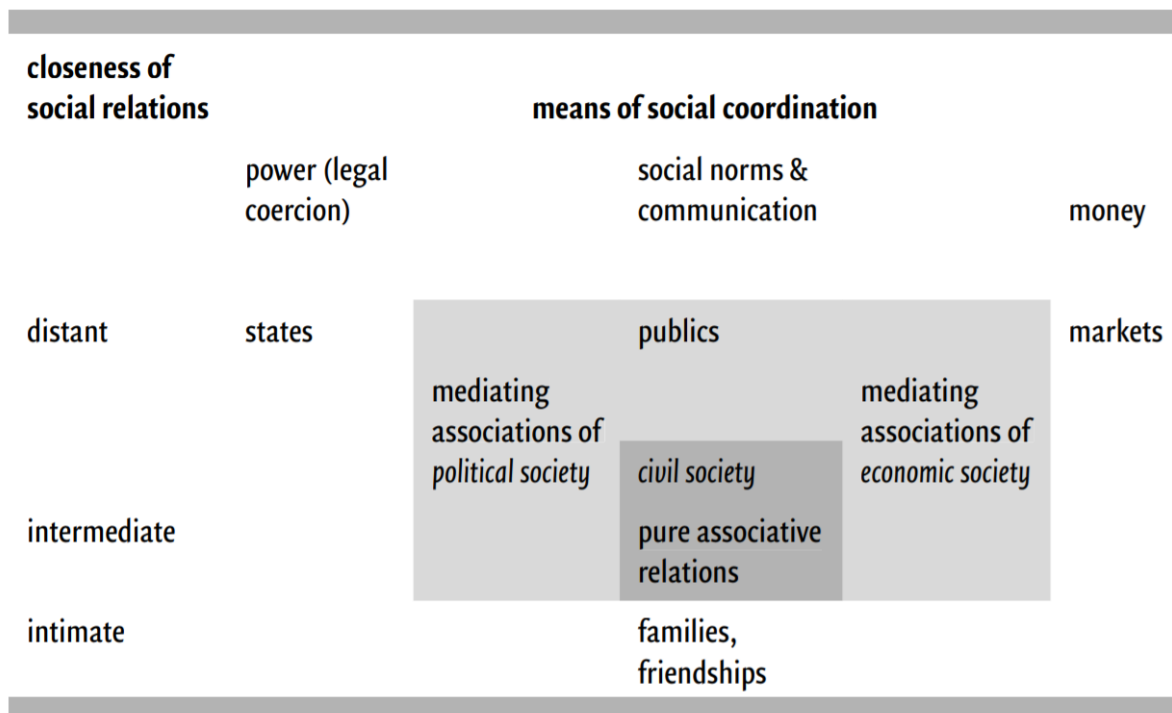 closeness of
social relations
means of social coordination
power (legal
coercion)
social norms &
communication
money
distant
states
publics
markets
mediating
associations of
political society
civil society
mediating
associations of
economic society
intermediate
pure associative
relations
intimate
families,
friendships